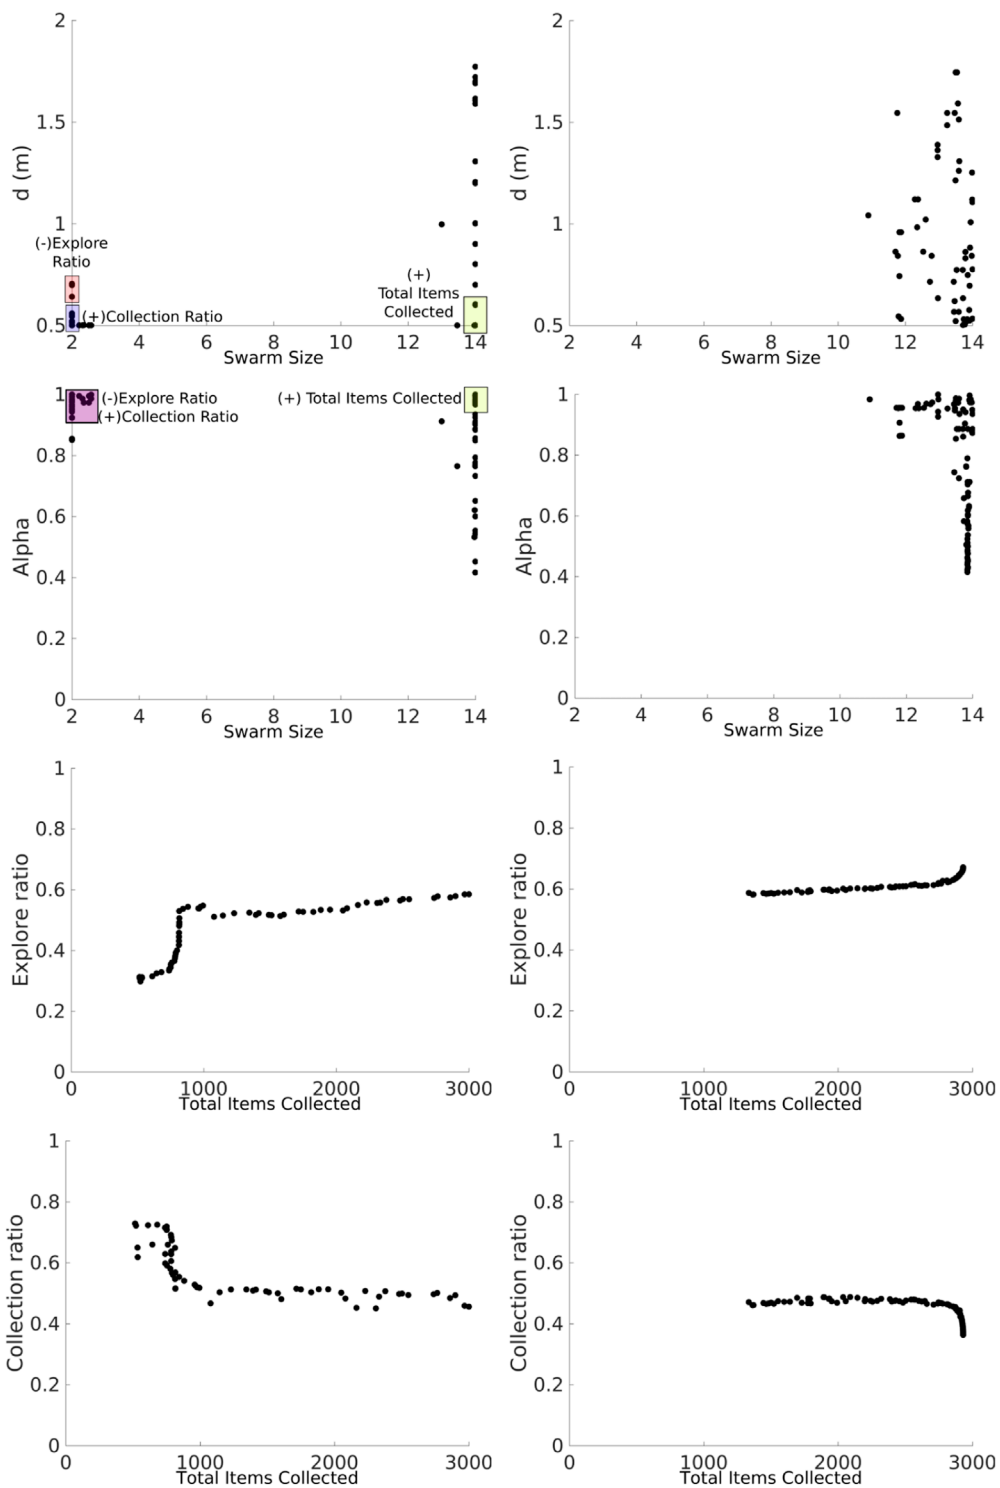 2
1.5
1
0.5
d (m)
(-)Explore
Ratio
(+)Collection Ratio
(+)
Total Items
Collected
2 4 6 8 10 12 14
Swarm Size
2
1.5
1
0.5
d (m)
2 4 6 8 10 12 14
Swarm Size
1
0.8
0.6
0.4
0.2
0
Alpha
(-)Explore Ratio
(+)Collection Ratio
(+) Total Items Collected
2 4 6 8 10 12 14
Swarm Size
1
0.8
0.6
0.4
0.2
0
Alpha
2 4 6 8 10 12 14
Swarm Size
1
0.8
0.6
0.4
0.2
0
Explore ratio
0 1000 2000 3000
Total Items Collected
1
0.8
0.6
0.4
0.2
0
Explore ratio
0 1000 2000 3000
Total Items Collected
1
0.8
0.6
0.4
0.2
0
Collection ratio
0 1000 2000 3000
Total Items Collected
1
0.8
0.6
0.4
0.2
0
Collection ratio
0 1000 2000 3000
Total Items Collected